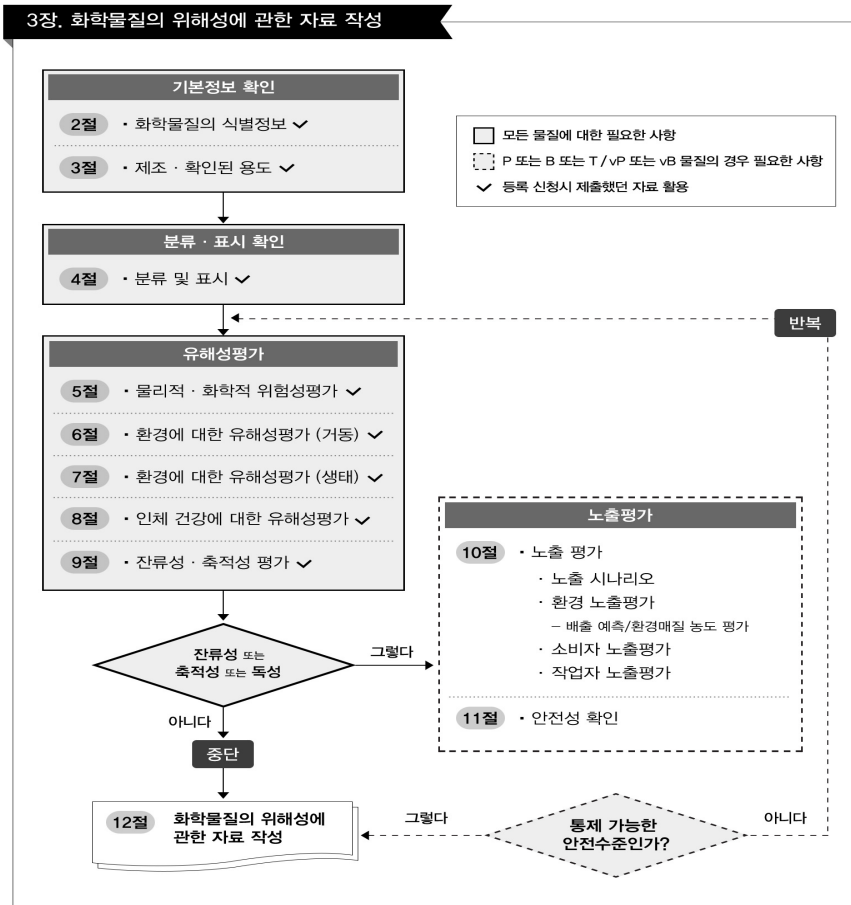 3장. 화학물질의 위해성에 관한 자료 작성
기본정보 확인
2절 · 화학물질의 식별정보 ✓
3절 · 제조 · 확인된 용도 ✓
모든 물질에 대한 필요한 사항
P 또는 B 또는 T / vP 또는 vB 물질의 경우 필요한 사항
✓ 등록 신청시 제출했던 자료 활용
분류 · 표시 확인
4절 · 분류 및 표시 ✓
반복
유해성평가
5절 · 물리적 · 화학적 위험성평가 ✓
6절 · 환경에 대한 유해성평가 (거동) ✓
7절 · 환경에 대한 유해성평가 (생태) ✓
8절 · 인체 건강에 대한 유해성평가 ✓
9절 · 잔류성 · 축적성 평가 ✓
노출평가
10절 · 노출 평가
· 노출 시나리오
· 환경 노출평가
– 배출 예측/환경매질 농도 평가
· 소비자 노출평가
· 작업자 노출평가
11절 · 안전성 확인
잔류성 또는
축적성 또는 독성
그렇다
아니다
중단
12절 화학물질의 위해성에
관한 자료 작성
그렇다
통제 가능한
안전수준인가?
아니다